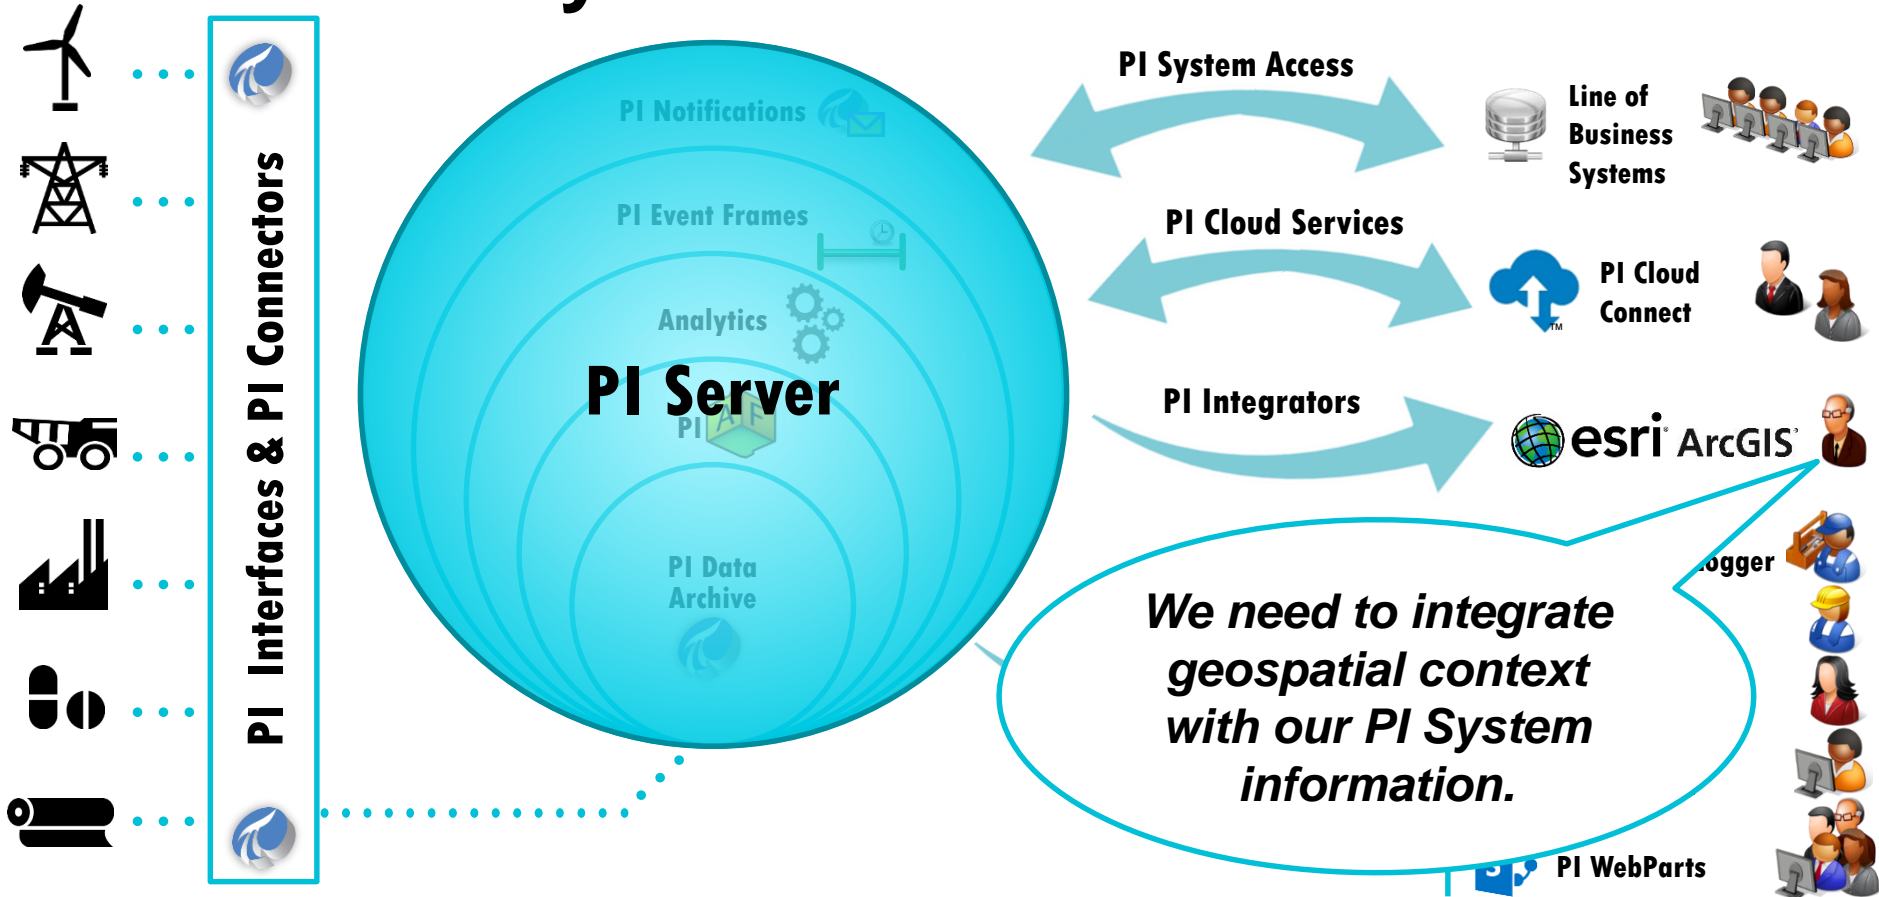 PI Interfaces & PI Connectors
PI Notifications
PI Event Frames
Analytics
PI Server
PI AF
PI Data
Archive
PI System Access
Line of
Business
Systems
PI Cloud Services
PI Cloud
Connect
TM
PI Integrators
esri ArcGIS
We need to integrate
geospatial context
with our PI System
information.
PI WebParts